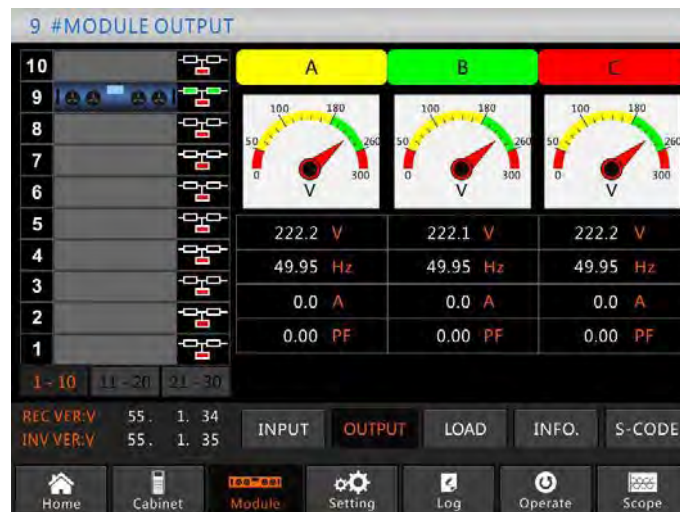 9 #MODULE OUTPUT
10
9
8
7
6
5
4
3
2
1
1 - 10 11 - 20 21 - 30
REC VER:V 55. 1. 34
INV VER:V 55. 1. 35
A B C
0 50 100 180 260 300 V
0 50 100 180 260 300 V
0 50 100 180 260 300 V
222.2 V 222.1 V 222.2 V
49.95 Hz 49.95 Hz 49.95 Hz
0.0 A 0.0 A 0.0 A
0.00 PF 0.00 PF 0.00 PF
INPUT OUTPUT LOAD INFO. S-CODE
Home Cabinet Module Setting Log Operate Scope